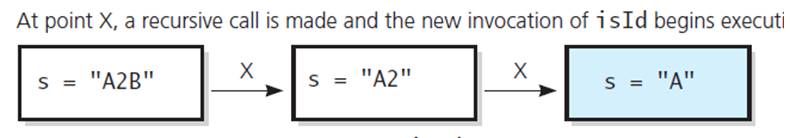 At point X, a recursive call is made and the new invocation of isId begins executi
s = "A2B" X s = "A2" X s = "A"